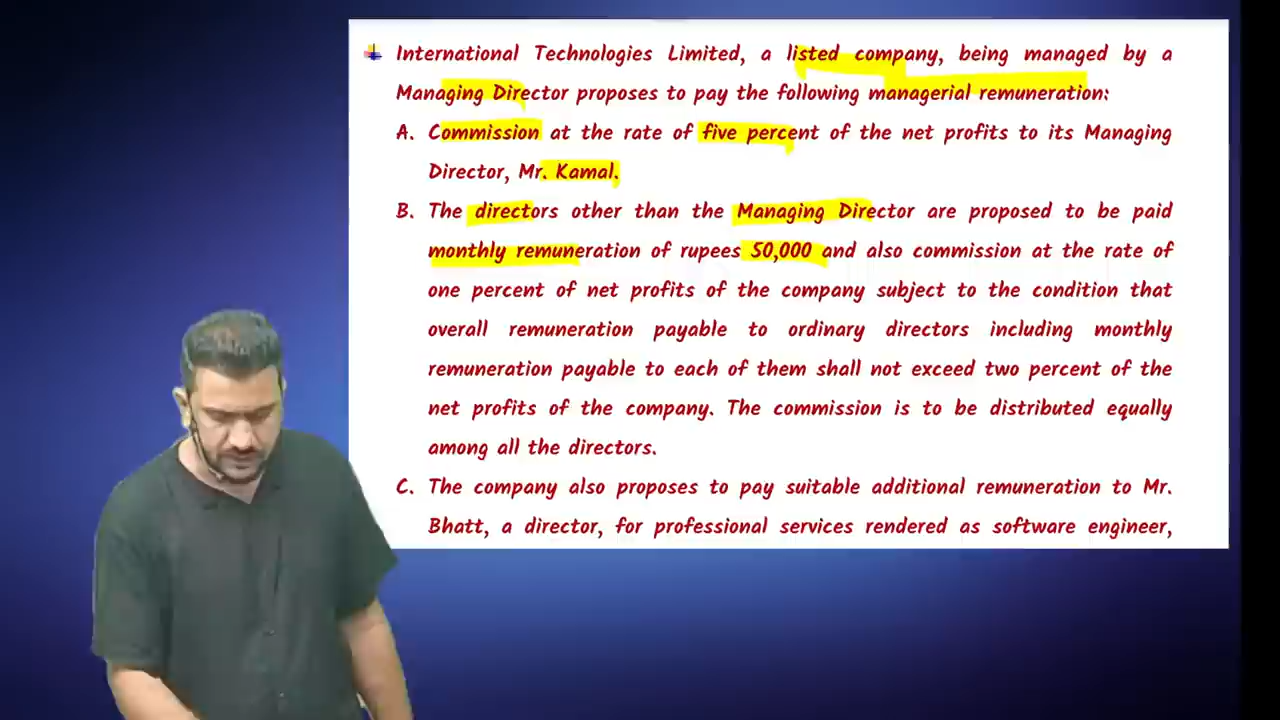 International Technologies Limited, a listed company, being managed by a
Managing Director proposes to pay the following managerial remuneration:
A. Commission at the rate of five percent of the net profits to its Managing
Director, Mr. Kamal.
B. The directors other than the Managing Director are proposed to be paid
monthly remuneration of rupees 50,000 and also commission at the rate of
one percent of net profits of the company subject to the condition that
overall remuneration payable to ordinary directors including monthly
remuneration payable to each of them shall not exceed two percent of the
net profits of the company. The commission is to be distributed equally
among all the directors.
C. The company also proposes to pay suitable additional remuneration to Mr.
Bhatt, a director, for professional services rendered as software engineer,